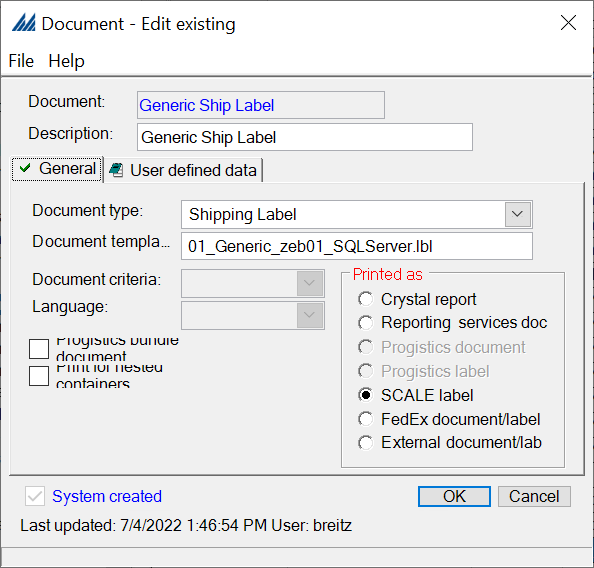 Document - Edit existing
File Help
Document: Generic Ship Label
Description: Generic Ship Label
General User defined data
Document type: Shipping Label
Document templa... 01_Generic_zeb01_SQLServer.lbl
Document criteria:
Language:
Progistics bundle
document
Print for nested
containers
Printed as
Crystal report
Reporting services doc
Progistics document
Progistics label
SCALE label
FedEx document/label
External document/lab
System created
OK Cancel
Last updated: 7/4/2022 1:46:54 PM User: breitz